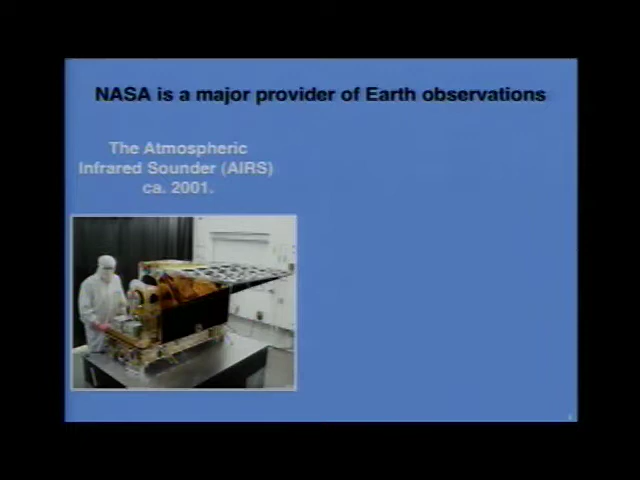 NASA is a major provider of Earth observations
The Atmospheric
Infrared Sounder (AIRS)
ca. 2001.